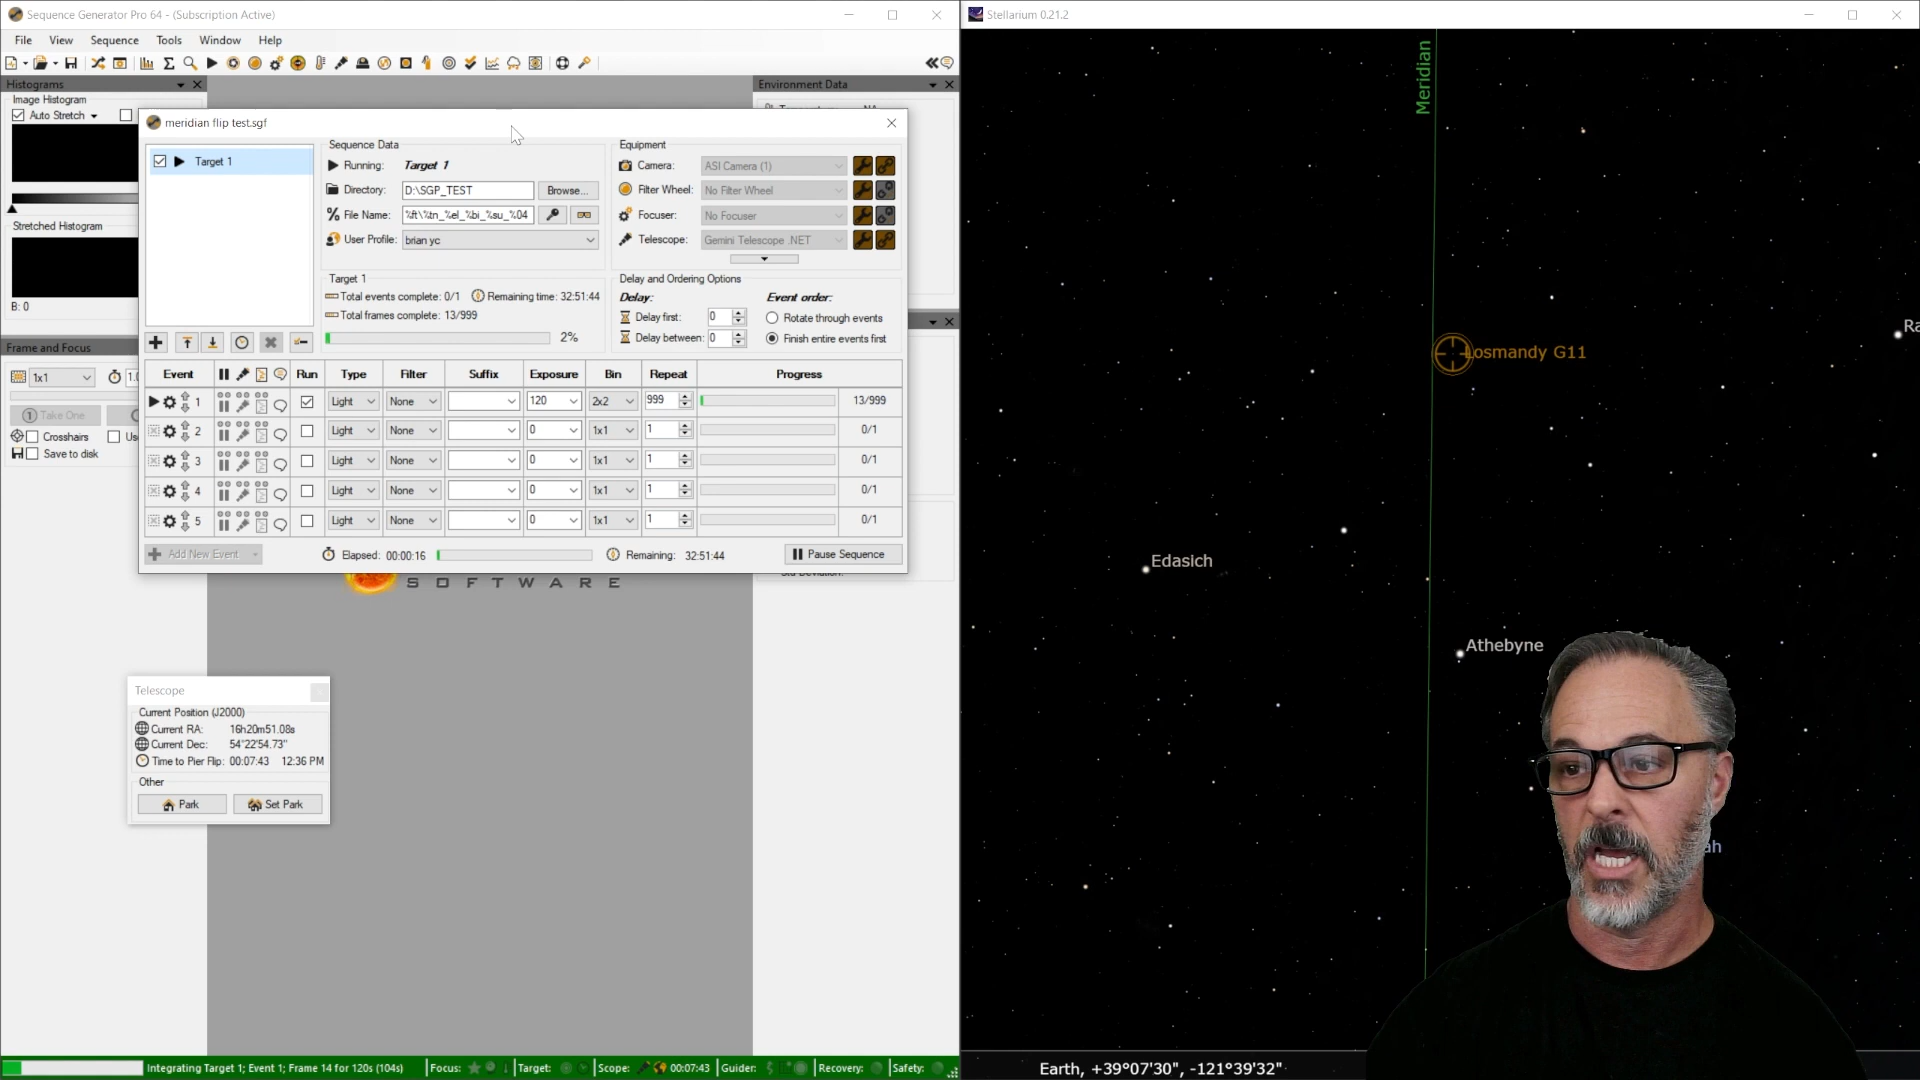 Sequence Generator Pro 64 - (Subscription Active)
File View Sequence Tools Window Help
Histograms
Image Histogram
Auto Stretch
Stretched Histogram
B: 0
Frame and Focus
1x1
Take One
Crosshairs
Save to disk
Environment Data
meridian flip test.sgf
Target 1
Sequence Data
Running: Target 1
Directory: D:\SGP_TEST Browse...
File Name: %ft\%tn_%el_%bi_%su_%04
User Profile: brian yc
Equipment
Camera: ASI Camera (1)
Filter Wheel: No Filter Wheel
Focuser: No Focuser
Telescope: Gemini Telescope .NET
Target 1
Total events complete: 0/1 Remaining time: 32:51:44
Total frames complete: 13/999
2%
Delay and Ordering Options
Delay: Event order:
Delay first: 0 Rotate through events
Delay between: 0 Finish entire events first
Event Run Type Filter Suffix Exposure Bin Repeat Progress
1 Light None 120 2x2 999 13/999
2 Light None 0 1x1 1 0/1
3 Light None 0 1x1 1 0/1
4 Light None 0 1x1 1 0/1
5 Light None 0 1x1 1 0/1
Add New Event Elapsed: 00:00:16 Remaining: 32:51:44 Pause Sequence
SOFTWARE
Telescope
Current Position (J2000)
Current RA: 16h20m51.08s
Current Dec: 54°22'54.73"
Time to Pier Flip: 00:07:43 12:36 PM
Other
Park Set Park
Integrating Target 1; Event 1; Frame 14 for 120s (104s) Focus: Target: Scope: 00:07:43 Guider: Recovery: Safety:
Stellarium 0.21.2
Meridian
Losmandy G11
Edasich
Athebyne
Earth, +39°07'30", -121°39'32"